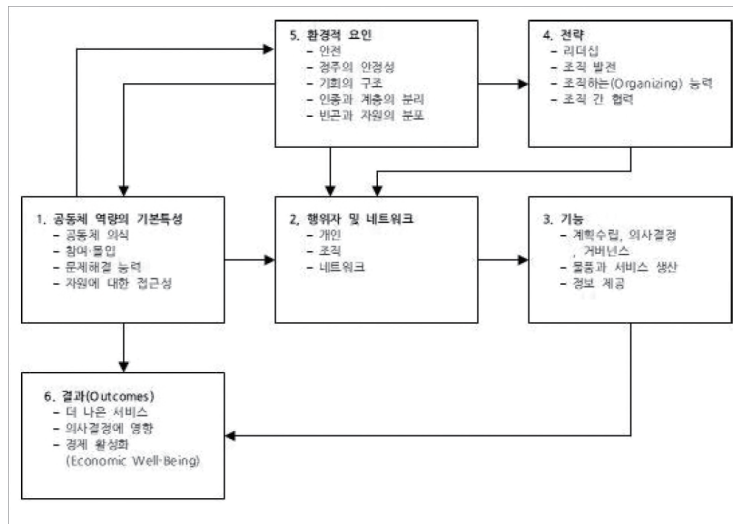 5. 환경적 요인
– 안전
– 정주의 안정성
– 기회의 구조
– 인종과 계층의 분리
– 빈곤과 자원의 분포
4. 전략
– 리더십
– 조직 발전
– 조직하는(Organizing) 능력
– 조직 간 협력
1. 공동체 역량의 기본특성
– 공동체 의식
– 참여·몰입
– 문제해결 능력
– 자원에 대한 접근성
2, 행위자 및 네트워크
– 개인
– 조직
– 네트워크
3. 기능
– 계획수립, 의사결정
, 거버넌스
– 물품과 서비스 생산
– 정보 제공
6. 결과(Outcomes)
– 더 나은 서비스
– 의사결정에 영향
– 경제 활성화
(Economic Well-Being)